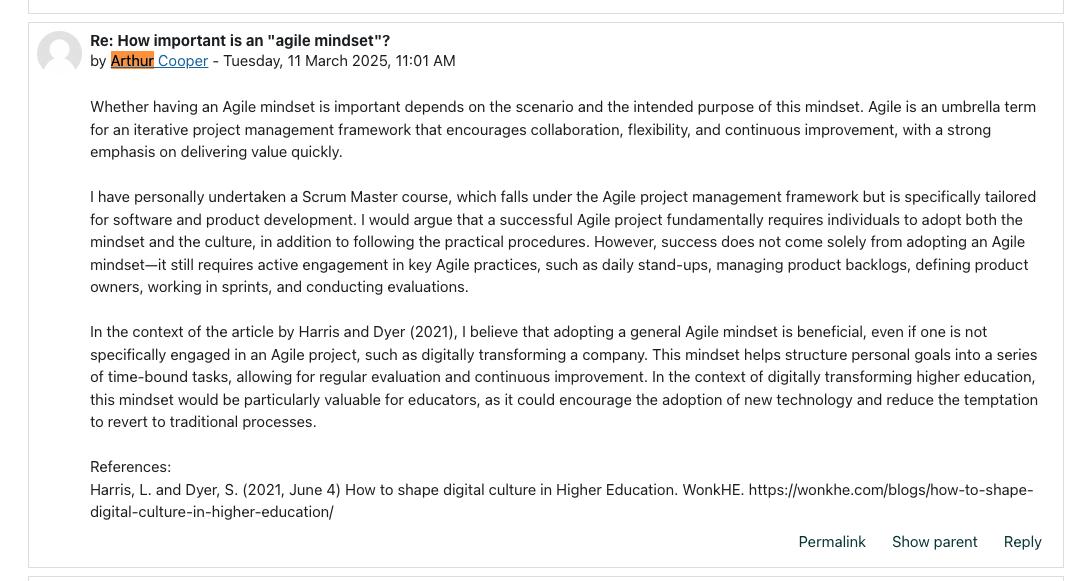 Re: How important is an "agile mindset"?
by Arthur Cooper - Tuesday, 11 March 2025, 11:01 AM
Whether having an Agile mindset is important depends on the scenario and the intended purpose of this mindset. Agile is an umbrella term
for an iterative project management framework that encourages collaboration, flexibility, and continuous improvement, with a strong
emphasis on delivering value quickly.
I have personally undertaken a Scrum Master course, which falls under the Agile project management framework but is specifically tailored
for software and product development. I would argue that a successful Agile project fundamentally requires individuals to adopt both the
mindset and the culture, in addition to following the practical procedures. However, success does not come solely from adopting an Agile
mindset—it still requires active engagement in key Agile practices, such as daily stand-ups, managing product backlogs, defining product
owners, working in sprints, and conducting evaluations.
In the context of the article by Harris and Dyer (2021), I believe that adopting a general Agile mindset is beneficial, even if one is not
specifically engaged in an Agile project, such as digitally transforming a company. This mindset helps structure personal goals into a series
of time-bound tasks, allowing for regular evaluation and continuous improvement. In the context of digitally transforming higher education,
this mindset would be particularly valuable for educators, as it could encourage the adoption of new technology and reduce the temptation
to revert to traditional processes.
References:
Harris, L. and Dyer, S. (2021, June 4) How to shape digital culture in Higher Education. WonkHE. https://wonkhe.com/blogs/how-to-shape-
digital-culture-in-higher-education/
Permalink Show parent Reply